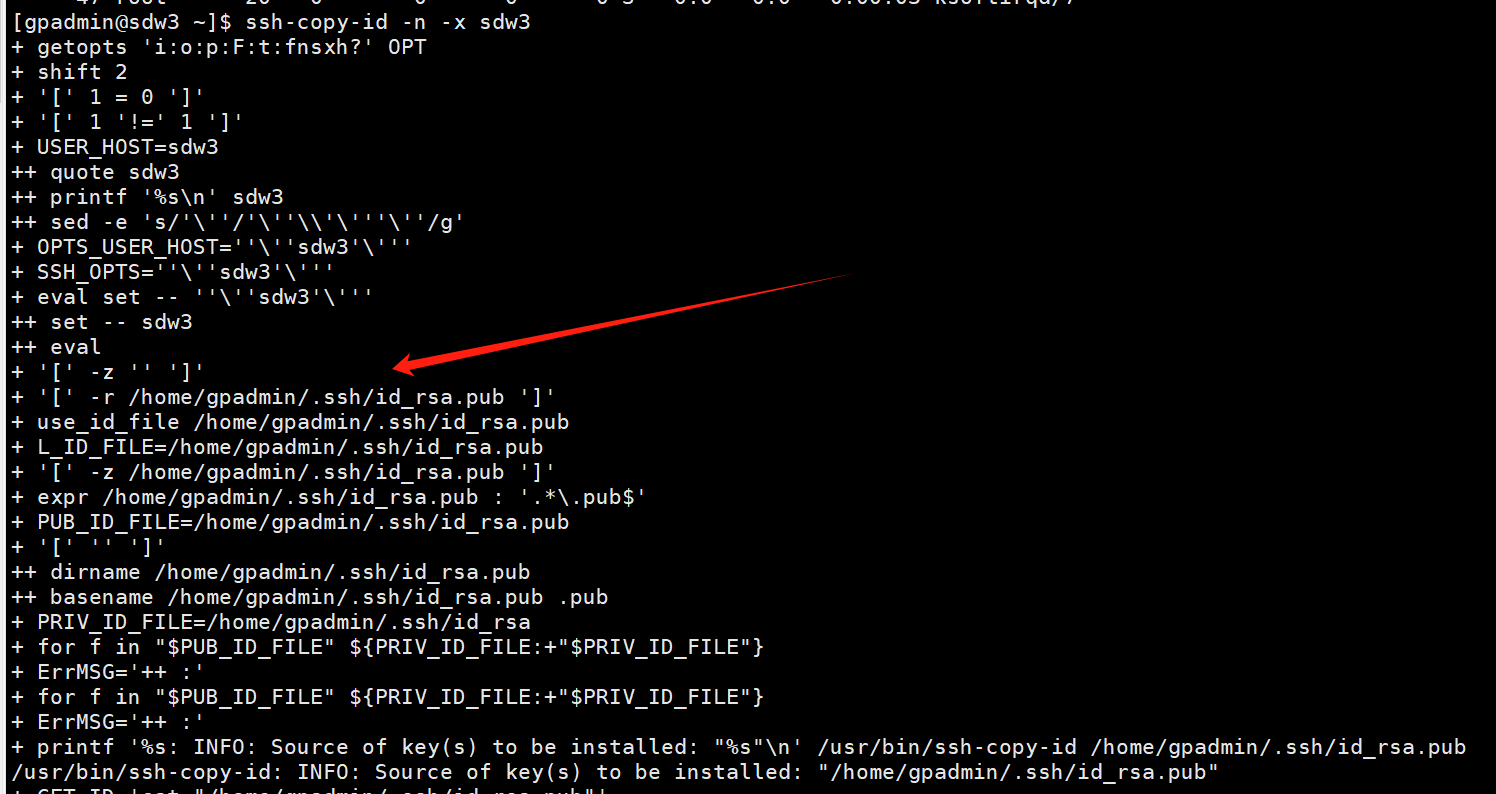 [gpadmin@sdw3 ~]$ ssh-copy-id -n -x sdw3
+ getopts 'i:o:p:F:t:fnsxh?' OPT
+ shift 2
+ '[' 1 = 0 ']'
+ '[' 1 '!=' 1 ']'
+ USER_HOST=sdw3
++ quote sdw3
++ printf '%s\n' sdw3
++ sed -e 's/'\''/'\''\\'\'''\''/g'
+ OPTS_USER_HOST=''\''sdw3'\'''
+ SSH_OPTS=''\''sdw3'\'''
+ eval set -- ''\''sdw3'\'''
++ set -- sdw3
++ eval
+ '[' -z '' ']'
+ '[' -r /home/gpadmin/.ssh/id_rsa.pub ']'
+ use_id_file /home/gpadmin/.ssh/id_rsa.pub
+ L_ID_FILE=/home/gpadmin/.ssh/id_rsa.pub
+ '[' -z /home/gpadmin/.ssh/id_rsa.pub ']'
+ expr /home/gpadmin/.ssh/id_rsa.pub : '.*\.pub$'
+ PUB_ID_FILE=/home/gpadmin/.ssh/id_rsa.pub
+ '[' '' ']'
++ dirname /home/gpadmin/.ssh/id_rsa.pub
++ basename /home/gpadmin/.ssh/id_rsa.pub .pub
+ PRIV_ID_FILE=/home/gpadmin/.ssh/id_rsa
+ for f in "$PUB_ID_FILE" ${PRIV_ID_FILE:+"$PRIV_ID_FILE"}
+ ErrMSG='++ :'
+ for f in "$PUB_ID_FILE" ${PRIV_ID_FILE:+"$PRIV_ID_FILE"}
+ ErrMSG='++ :'
+ printf '%s: INFO: Source of key(s) to be installed: "%s"\n' /usr/bin/ssh-copy-id /home/gpadmin/.ssh/id_rsa.pub
/usr/bin/ssh-copy-id: INFO: Source of key(s) to be installed: "/home/gpadmin/.ssh/id_rsa.pub"